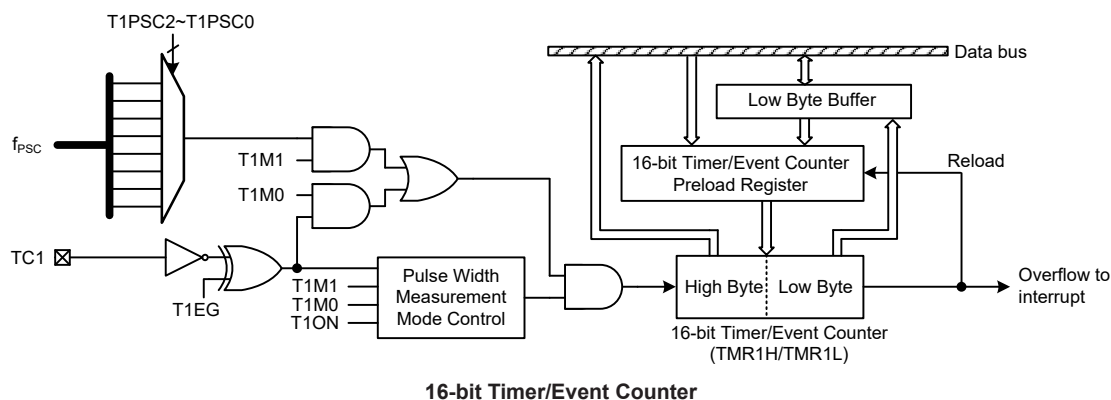 T1PSC2~T1PSC0
Data bus
Low Byte Buffer
fPSC
T1M1
16-bit Timer/Event Counter
Preload Register
Reload
T1M0
TC1
T1EG
T1M1
T1M0
T1ON
Pulse Width
Measurement
Mode Control
High Byte
Low Byte
Overflow to
interrupt
16-bit Timer/Event Counter
(TMR1H/TMR1L)
16-bit Timer/Event Counter